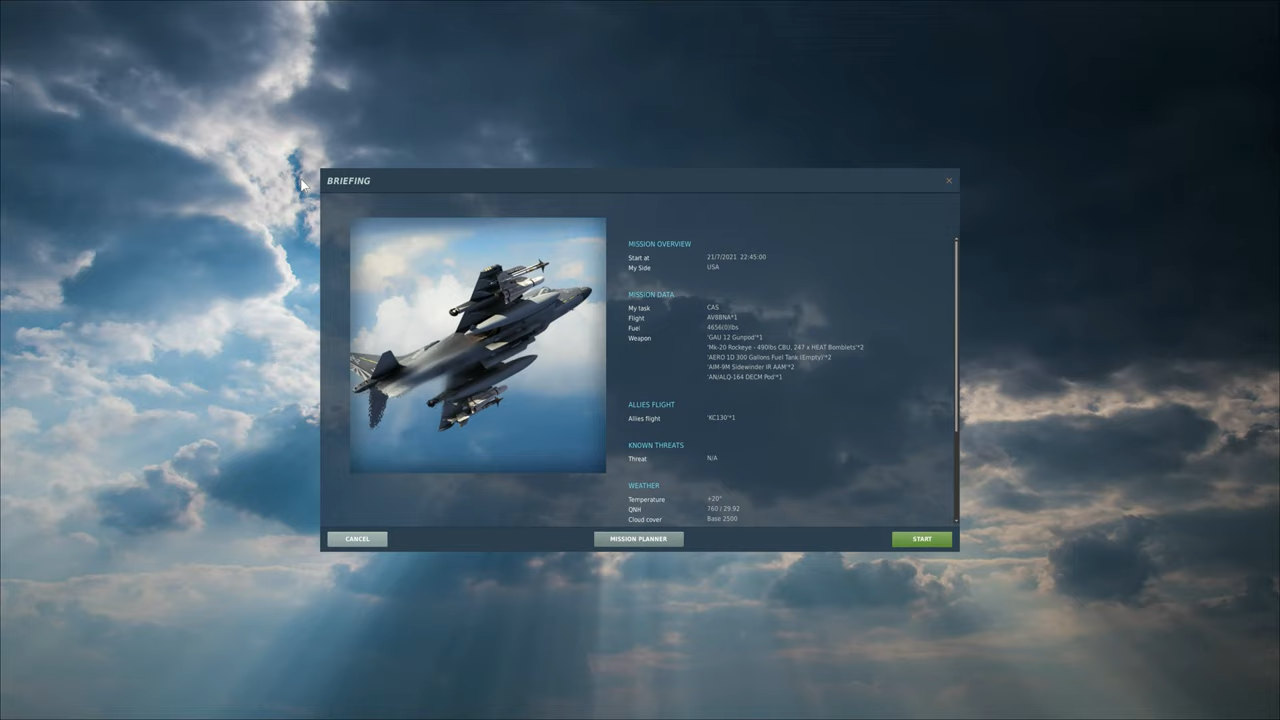 BRIEFING
MISSION OVERVIEW
Start at 21/7/2021 22:45:00
My Side USA
MISSION DATA
My task CAS
Flight AV8BNA*1
Fuel 4656(0)lbs
Weapon 'GAU 12 Gunpod'*1
'Mk-20 Rockeye - 490lbs CBU, 247 x HEAT Bomblets'*2
'AERO 1D 300 Gallons Fuel Tank (Empty)'*2
'AIM-9M Sidewinder IR AAM'*2
'AN/ALQ-164 DECM Pod'*1
ALLIES FLIGHT
Allies flight 'KC130'*1
KNOWN THREATS
Threat N/A
WEATHER
Temperature +20°
QNH 760 / 29.92
Cloud cover Base 2500
CANCEL MISSION PLANNER START